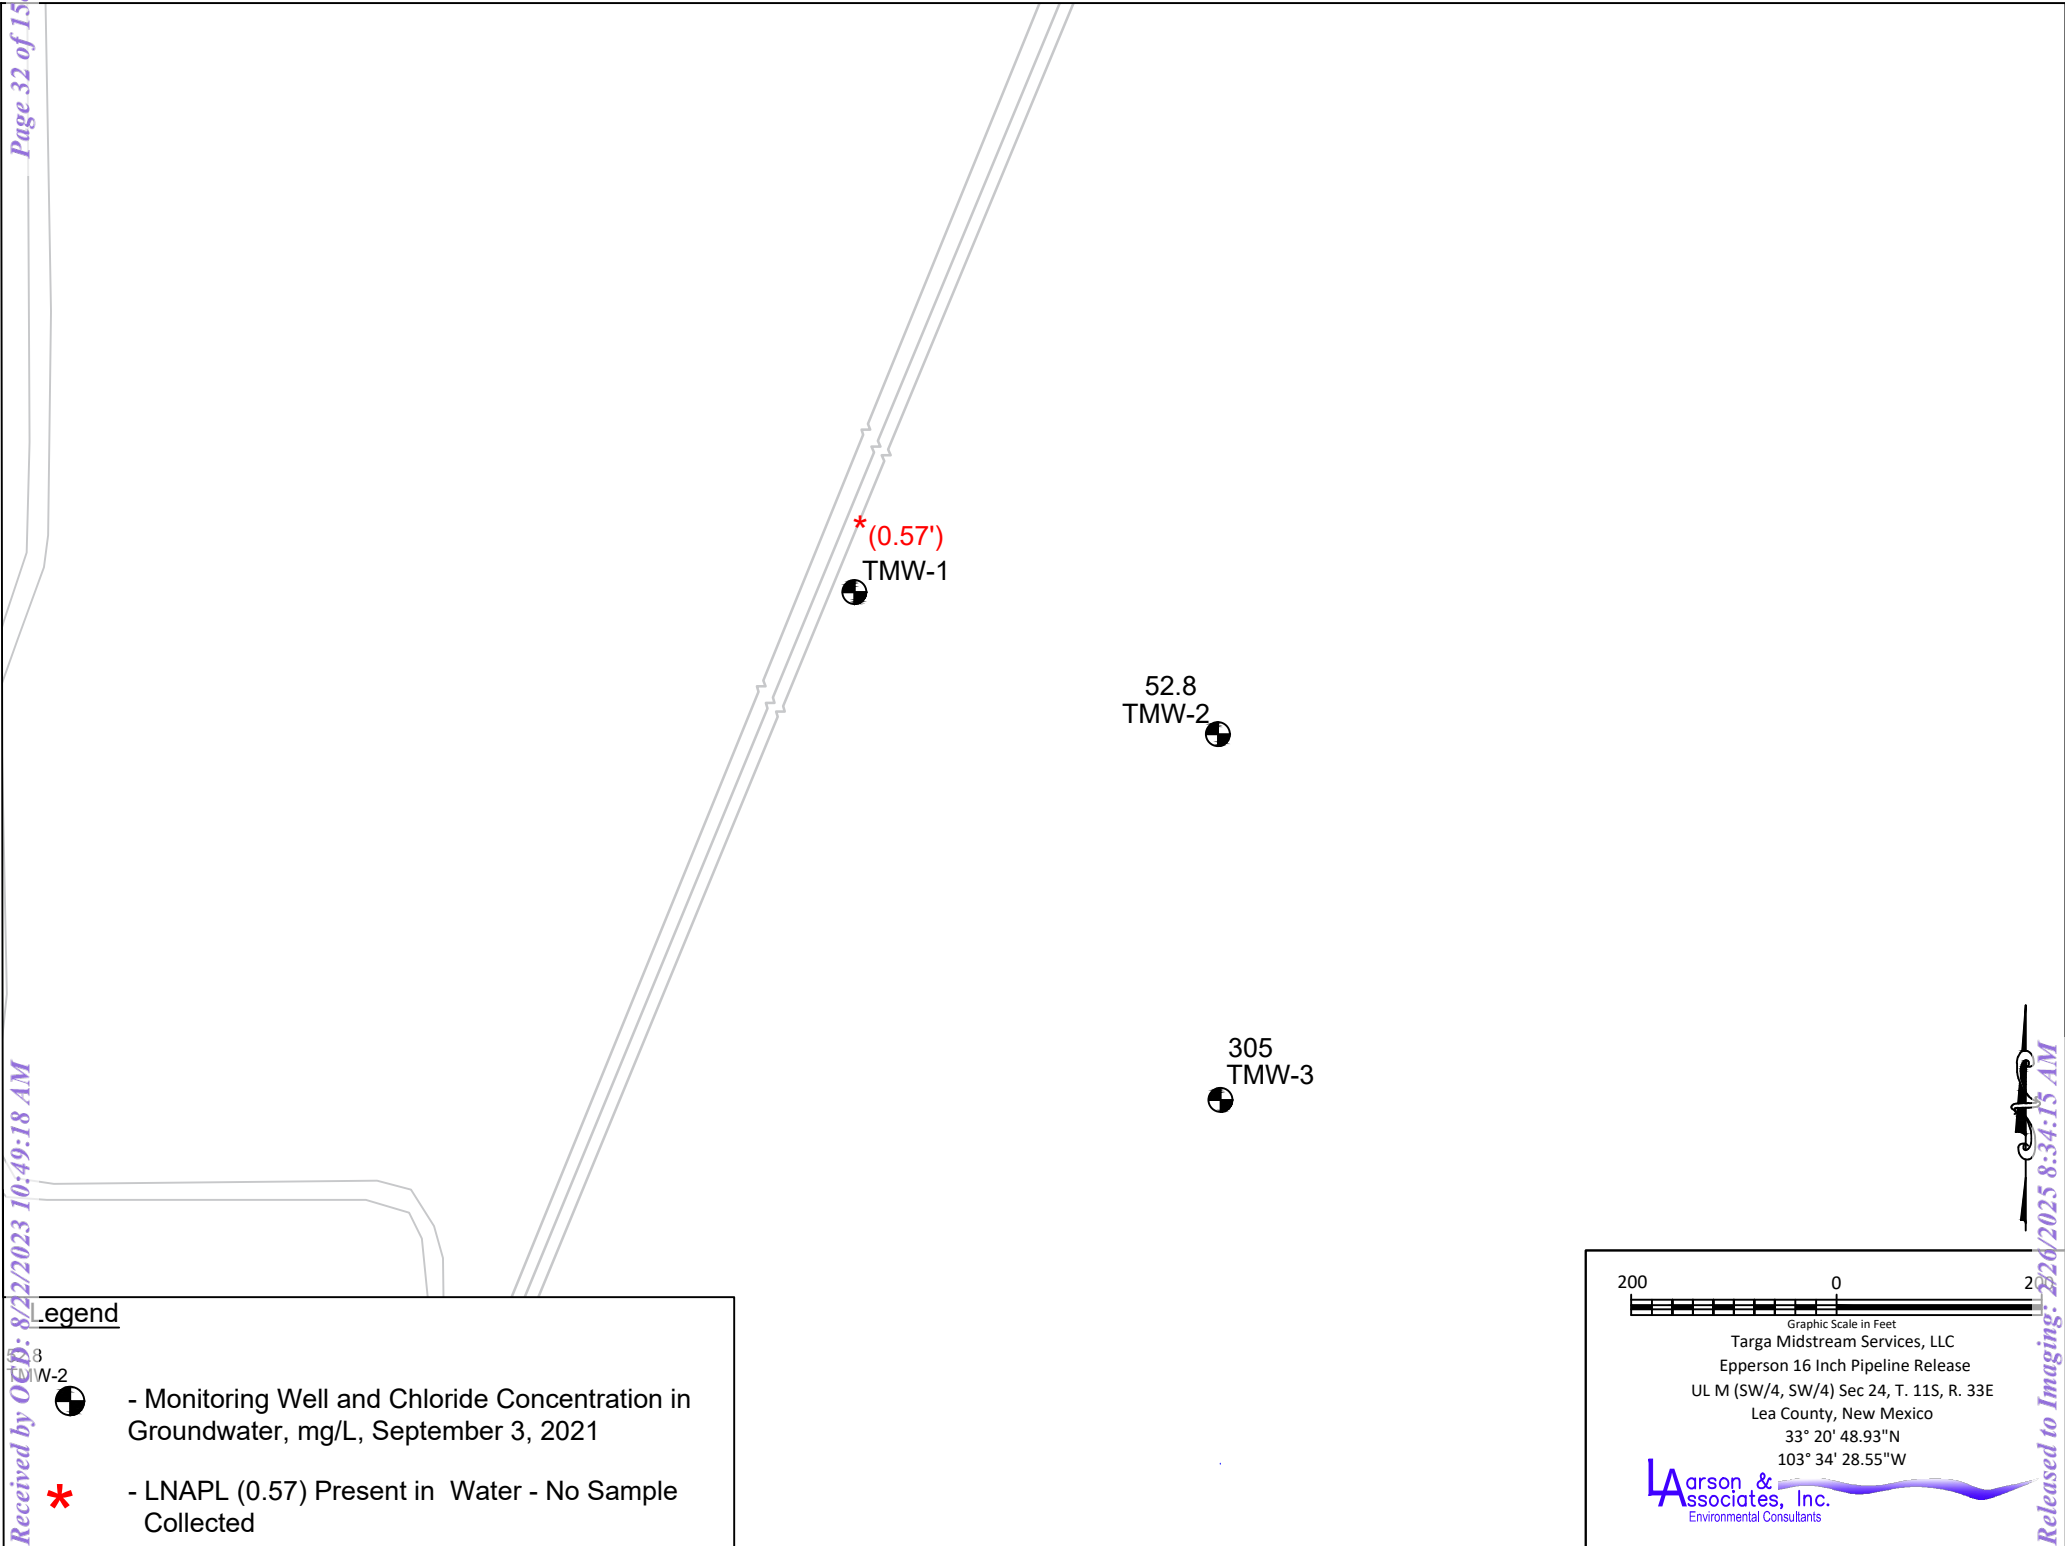 Page 32 of 15
*(0.57')
TMW-1
52.8
TMW-2
305
TMW-3
Received by OCD: 8/22/2023 10:49:18 AM
Released to Imaging: 2/26/2025 8:34:15 AM
Legend
TMW-2
- Monitoring Well and Chloride Concentration in
Groundwater, mg/L, September 3, 2021
* - LNAPL (0.57) Present in Water - No Sample
Collected
200 0 200
Graphic Scale in Feet
Targa Midstream Services, LLC
Epperson 16 Inch Pipeline Release
UL M (SW/4, SW/4) Sec 24, T. 11S, R. 33E
Lea County, New Mexico
33° 20' 48.93"N
103° 34' 28.55"W
Larson &
Associates, Inc.
Environmental Consultants